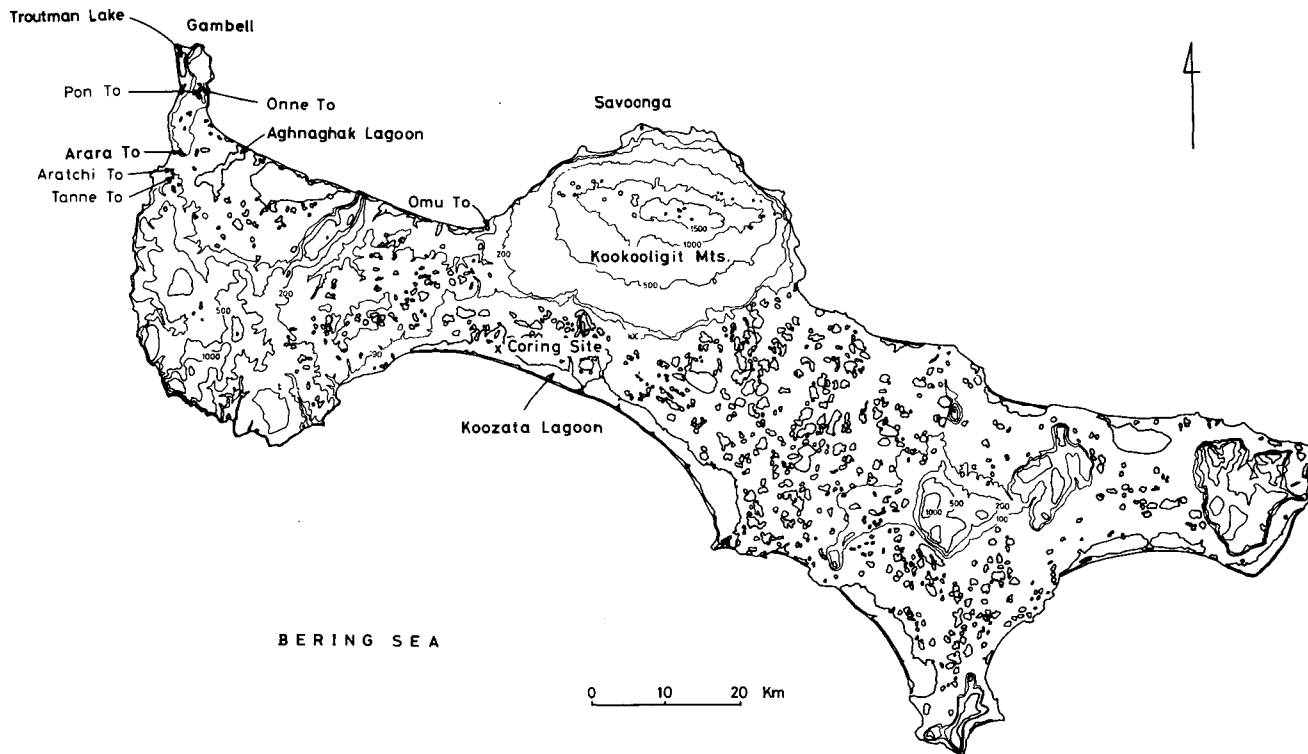 Troutman Lake
Gambell
Pon To
Onne To
Savoonga
Aghnaghak Lagoon
Arara To
Aratchi To
Tanne To
Omu To
1500
1000
200
Kookooligit Mts.
500
200
500
1000
x Coring Site
Koozata Lagoon
500
1000
200
100
BERING SEA
0 10 20 Km